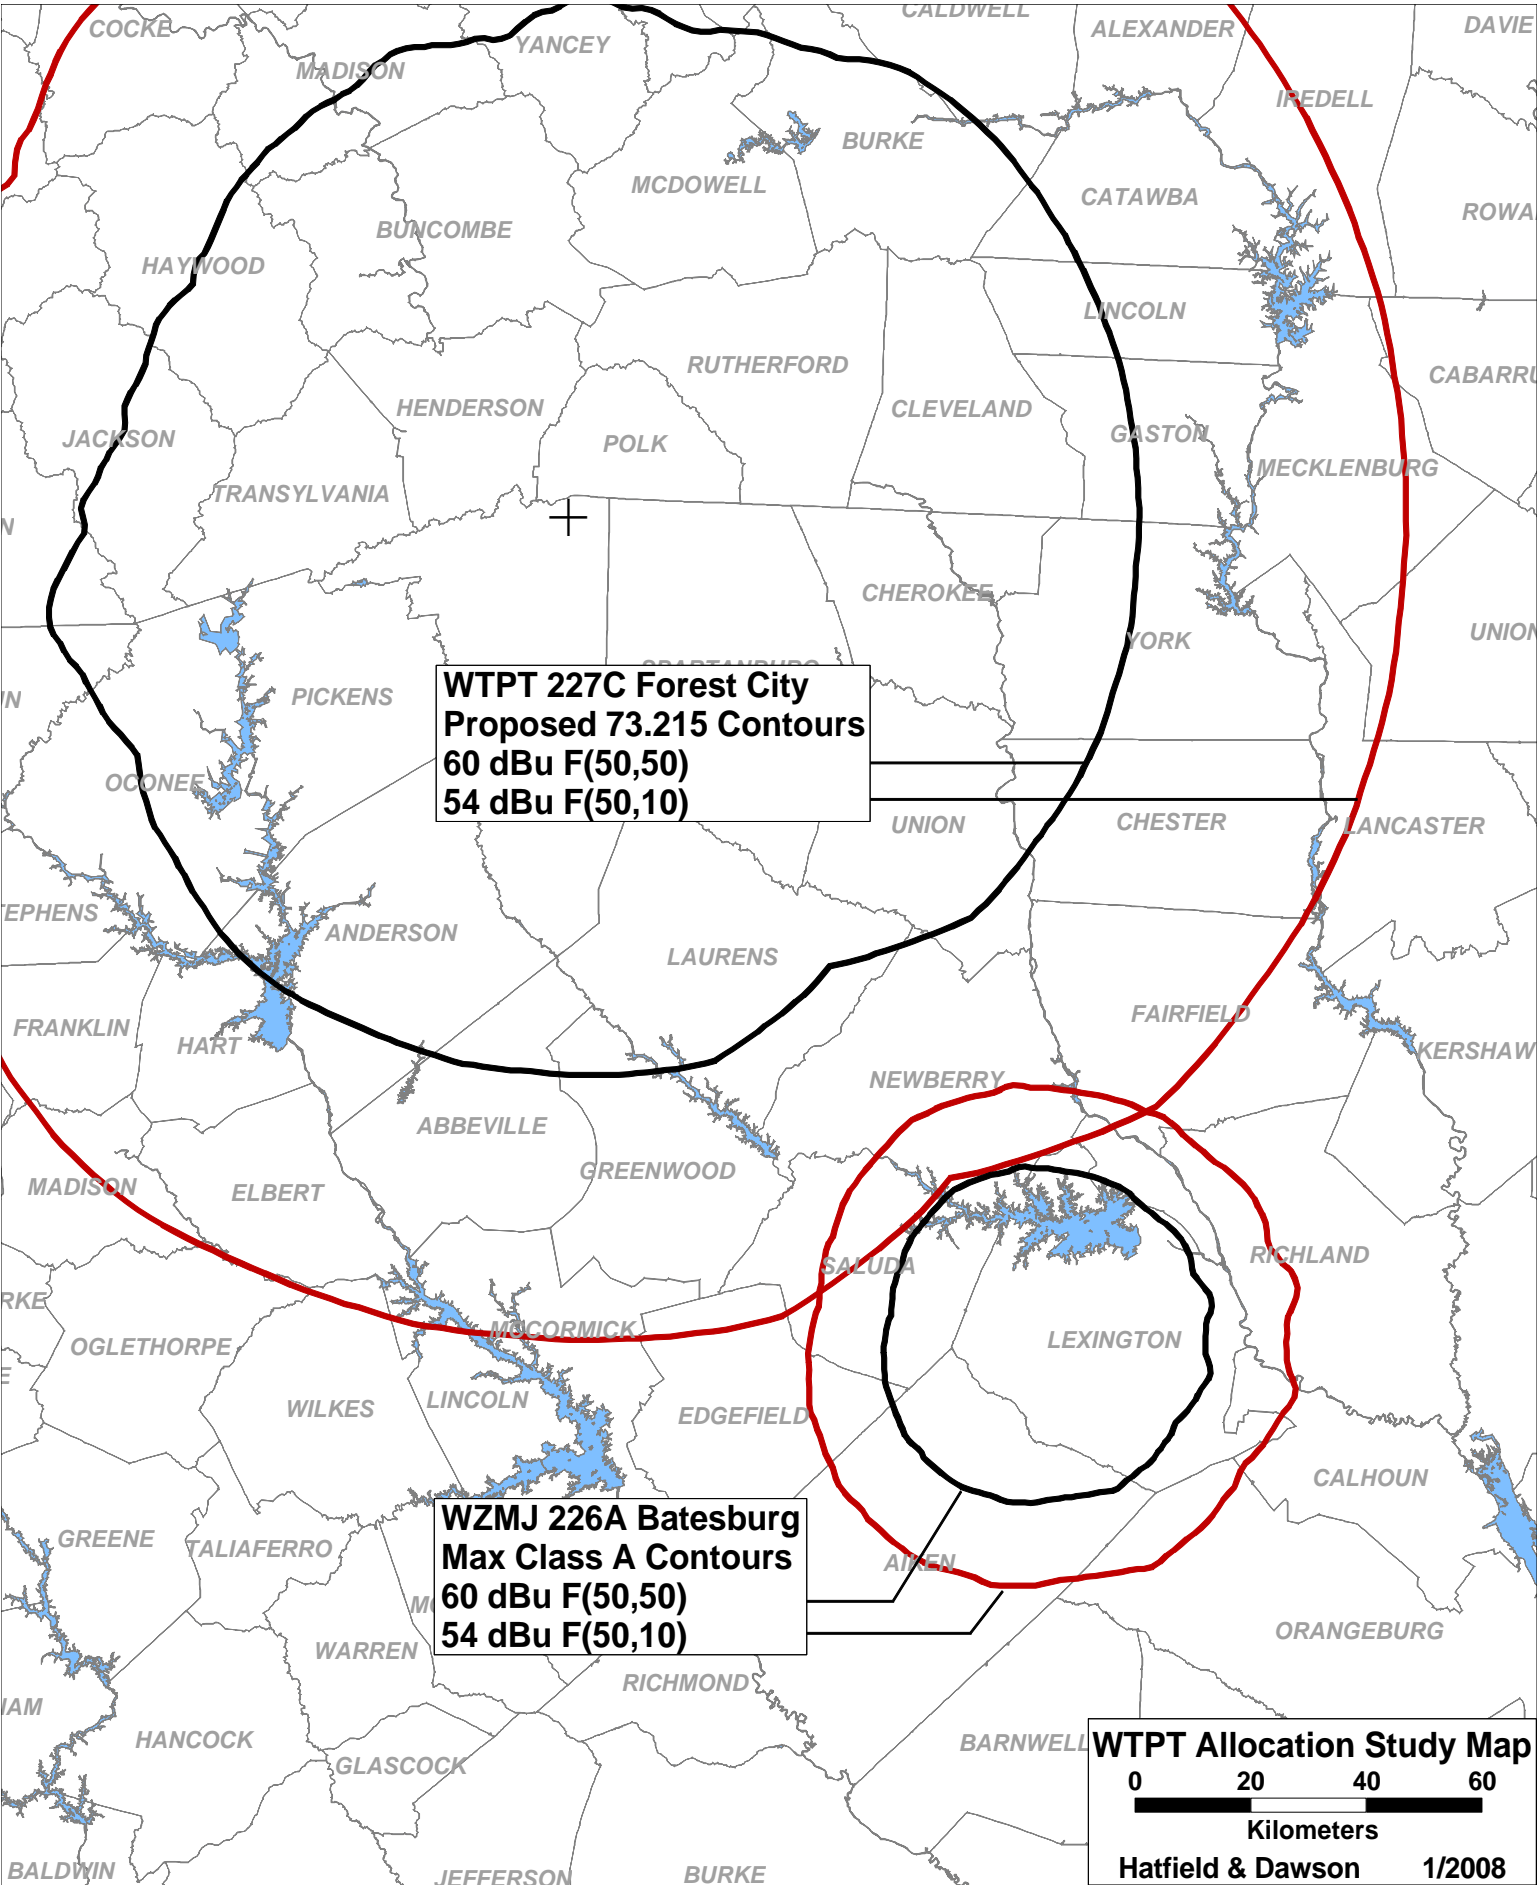 CALDWELL
COCKE
ALEXANDER
DAVIE
YANCEY
MADISON
IREDELL
BURKE
MCDOWELL
CATAWBA
ROWA
BUNCOMBE
HAYWOOD
LINCOLN
RUTHERFORD
CABARRU
HENDERSON
CLEVELAND
JACKSON
POLK
GASTON
MECKLENBURG
TRANSYLVANIA
N
CHEROKEE
UNION
YORK
SPARTANBURG
PICKENS
IN
WTPT 227C Forest City
Proposed 73.215 Contours
60 dBu F(50,50)
54 dBu F(50,10)
OCONEE
UNION
CHESTER
LANCASTER
TEPHENS
ANDERSON
LAURENS
FRANKLIN
HART
FAIRFIELD
KERSHAW
NEWBERRY
ABBEVILLE
GREENWOOD
MADISON
ELBERT
SALUDA
RICHLAND
RKE
MCCORMICK
OGLETHORPE
LEXINGTON
E
WILKES
LINCOLN
EDGEFIELD
CALHOUN
WZMJ 226A Batesburg
Max Class A Contours
60 dBu F(50,50)
54 dBu F(50,10)
GREENE
TALIAFERRO
AIKEN
WARREN
ORANGEBURG
RICHMOND
IAM
HANCOCK
BARNWELL
GLASCOCK
WTPT Allocation Study Map
0 20 40 60
Kilometers
Hatfield & Dawson 1/2008
BALDWIN
JEFFERSON
BURKE